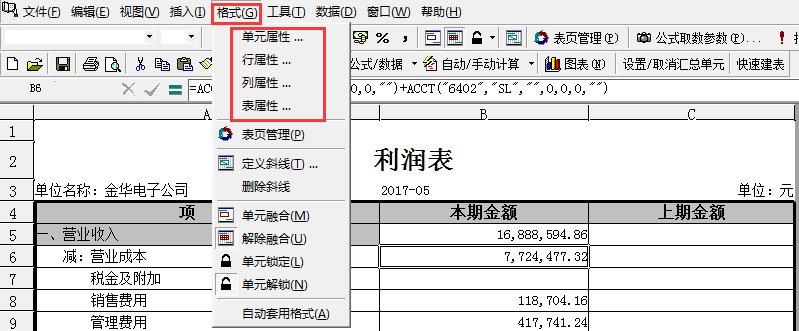 文件(F) 编辑(E) 视图(V) 插入(I) 格式(G) 工具(T) 数据(D) 窗口(W) 帮助(H)
% , 表页管理(P) 公式取数参数(P)...
公式/数据 自动/手动计算 图表(N) 设置/取消汇总单元 快速建表
B6 =ACC
0,0,"")+ACCT("6402","SL","",0,0,0,"")
单元属性 ...
行属性 ...
列属性 ...
表属性 ...
表页管理(P)
定义斜线(T) ...
删除斜线
单元融合(M)
解除融合(U)
单元锁定(L)
单元解锁(N)
自动套用格式(A)
A B C
1
2 利润表
3 单位名称: 金华电子公司 2017-05 单位: 元
4 项 本期金额 上期金额
5 一、营业收入 16,888,594.86
6 减: 营业成本 7,724,477.32
7 税金及附加
8 销售费用 118,704.16
9 管理费用 417,741.24